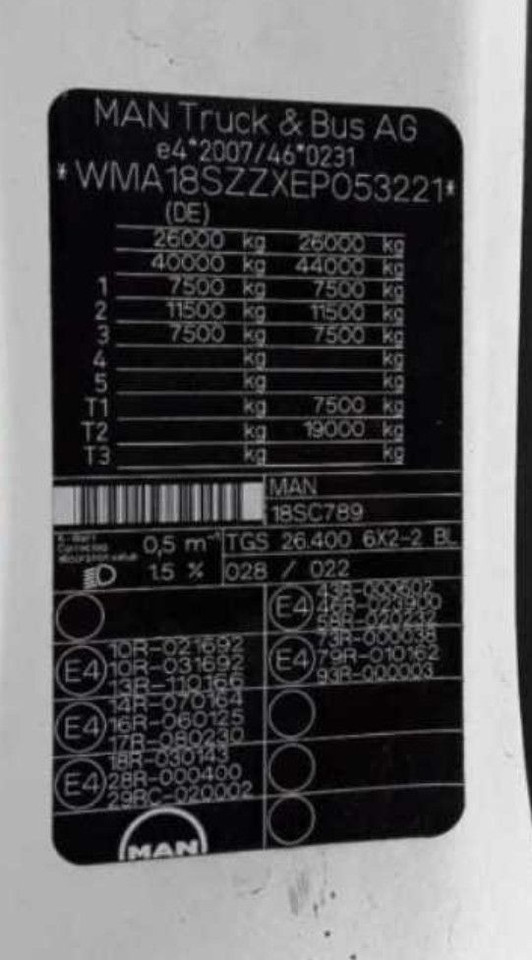 MAN Truck & Bus AG
e4*2007/46*0231
*WMA18SZZXEP053221*
(DE)
26000 kg 26000 kg
40000 kg 44000 kg
1 7500 kg 7500 kg
2 11500 kg 11500 kg
3 7500 kg 7500 kg
4 kg kg
5 kg kg
T1 kg 7500 kg
T2 kg 19000 kg
T3 kg kg
MAN
18SC789
0,5 m⁻¹ TGS 26.400 6X2-2 BL
1.5 % 028 / 022
E4
43R-000602
46R-023900
58R-020232
E4
73R-000038
79R-010162
93R-000003
E4
10R-021692
10R-031692
13R-110166
E4
14R-070164
16R-060125
17R-080230
E4
18R-030143
28R-000400
29RC-020002
MAN